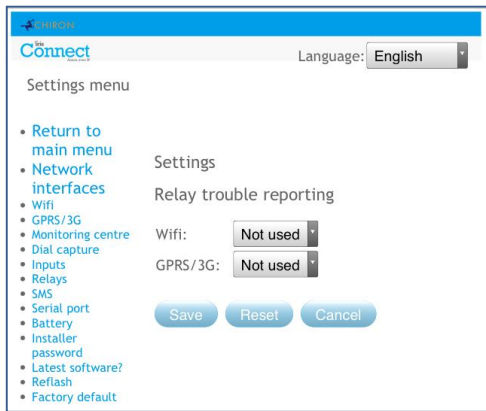 CHIRON
iris
Connect
Language: English
Settings menu
• Return to
main menu
• Network
interfaces
• Wifi
• GPRS/3G
• Monitoring centre
• Dial capture
• Inputs
• Relays
• SMS
• Serial port
• Battery
• Installer
password
• Latest software?
• Reflash
• Factory default
Settings
Relay trouble reporting
Wifi: Not used
GPRS/3G: Not used
Save Reset Cancel